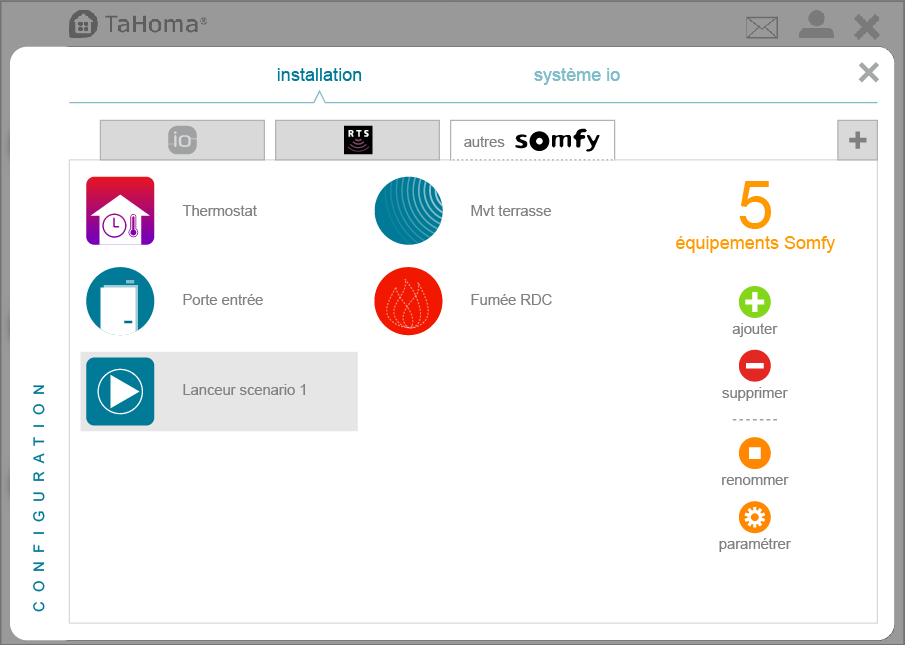 TaHoma®
installation
système io
io
RTS
autres somfy
Thermostat
Mvt terrasse
5
équipements Somfy
Porte entrée
Fumée RDC
ajouter
Lanceur scenario 1
supprimer
renommer
paramétrer
CONFIGURATION